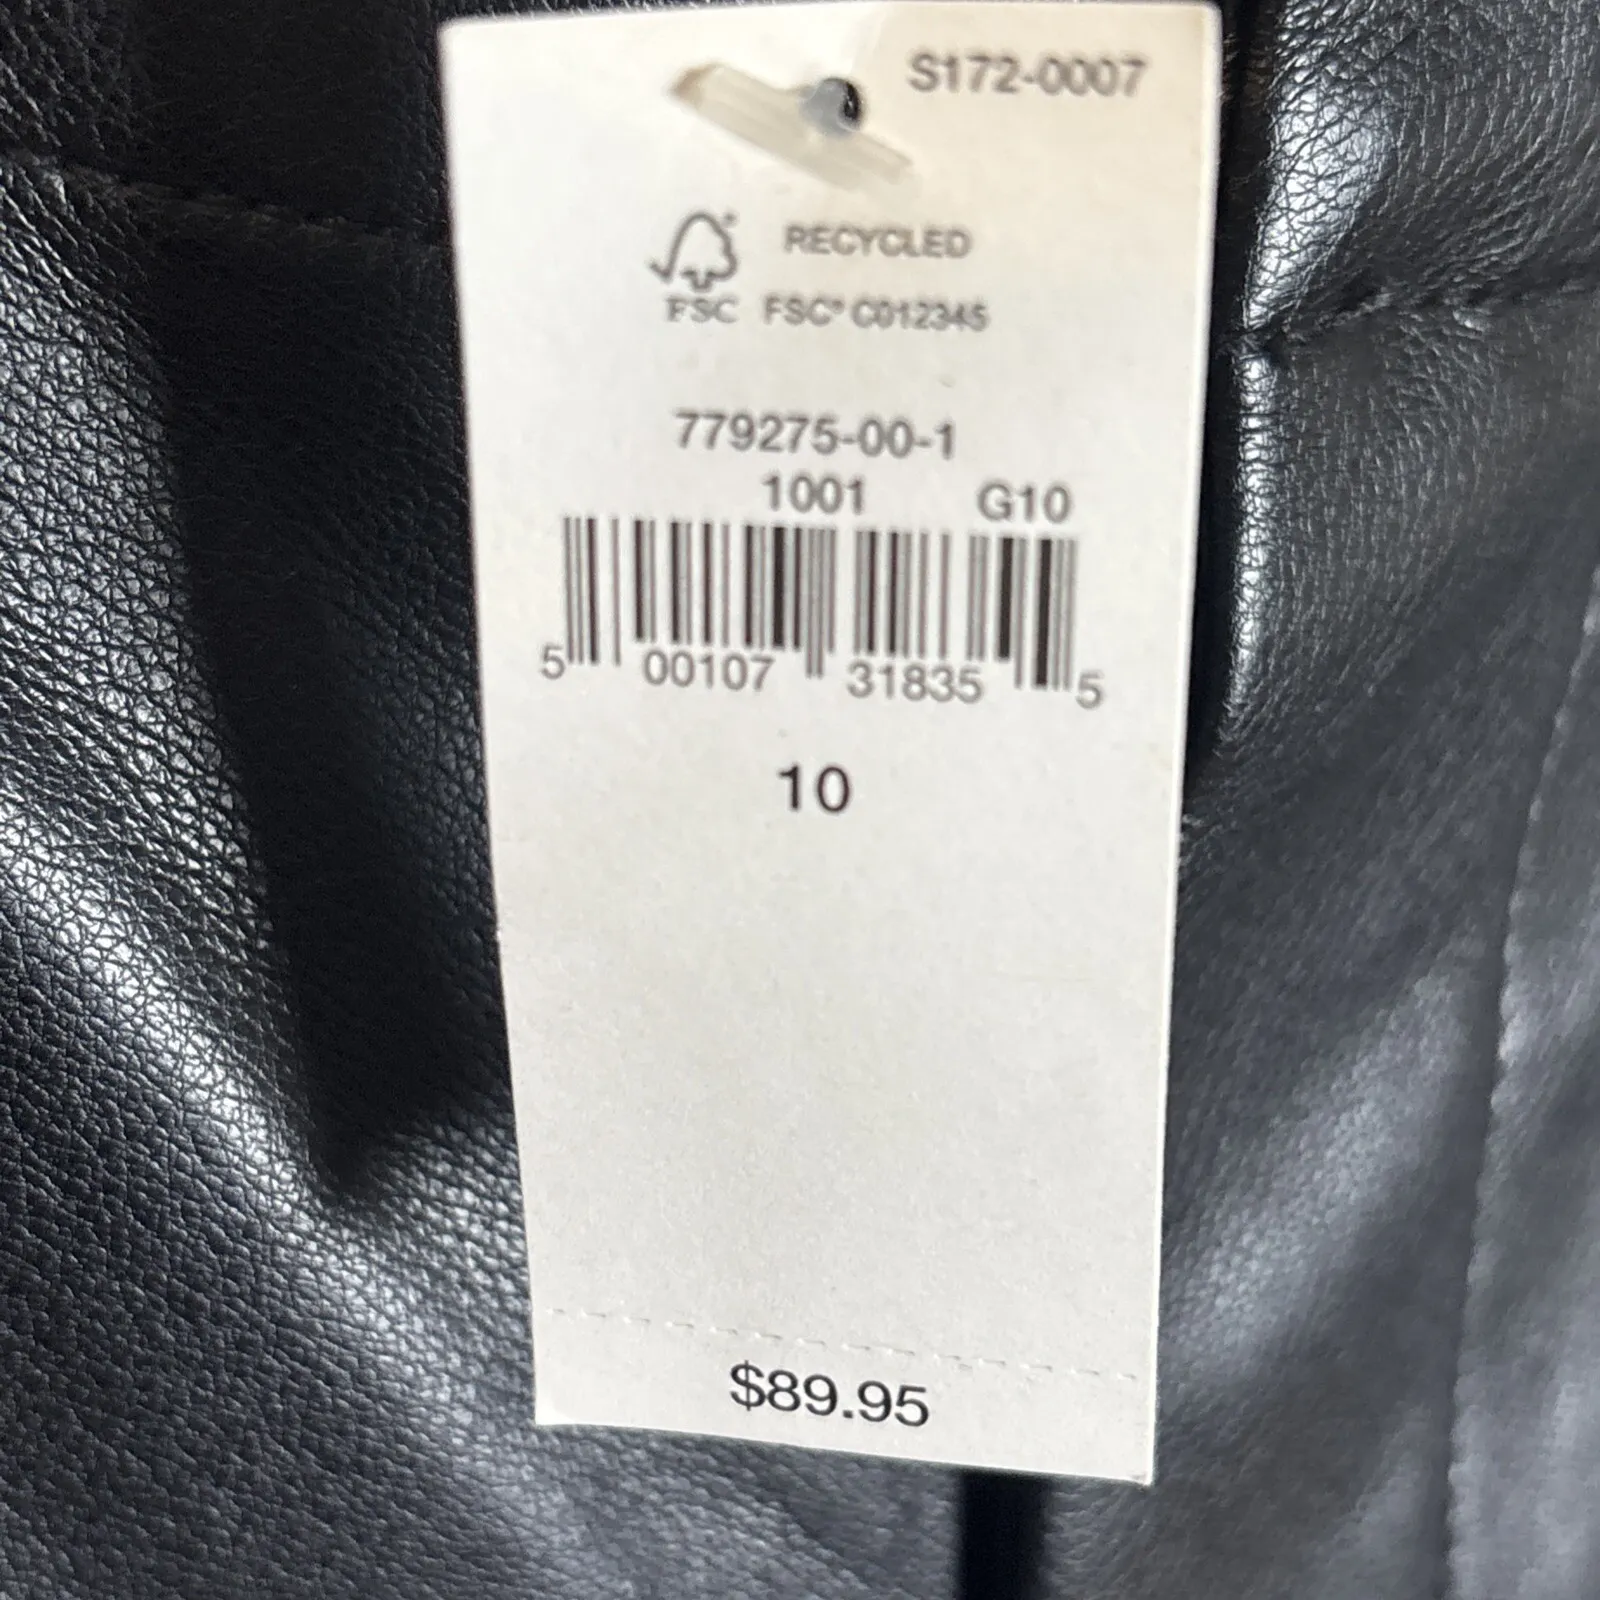 S172-0007
RECYCLED
FSC FSC® C012345
779275-00-1
1001 G10
5 00107 31835 5
10
$89.95